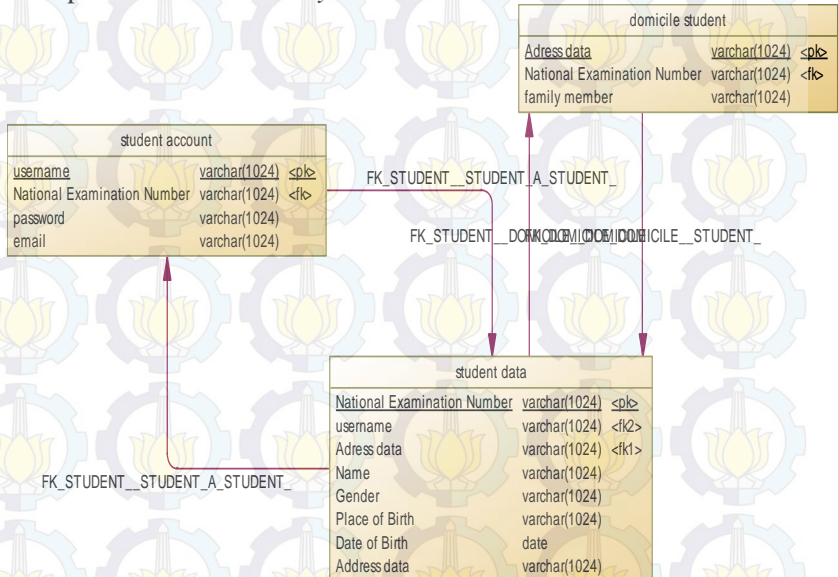 domicile student
Adress data varchar(1024) <pk>
National Examination Number varchar(1024) <fk>
family member varchar(1024)
student account
username varchar(1024) <pk>
National Examination Number varchar(1024) <fk>
password varchar(1024)
email varchar(1024)
FK_STUDENT__STUDENT_A_STUDENT_
student data
National Examination Number varchar(1024) <pk>
username varchar(1024) <fk2>
Adress data varchar(1024) <fk1>
Name varchar(1024)
Gender varchar(1024)
Place of Birth varchar(1024)
Date of Birth date
Address data varchar(1024)
FK_STUDENT__STUDENT_A_STUDENT_